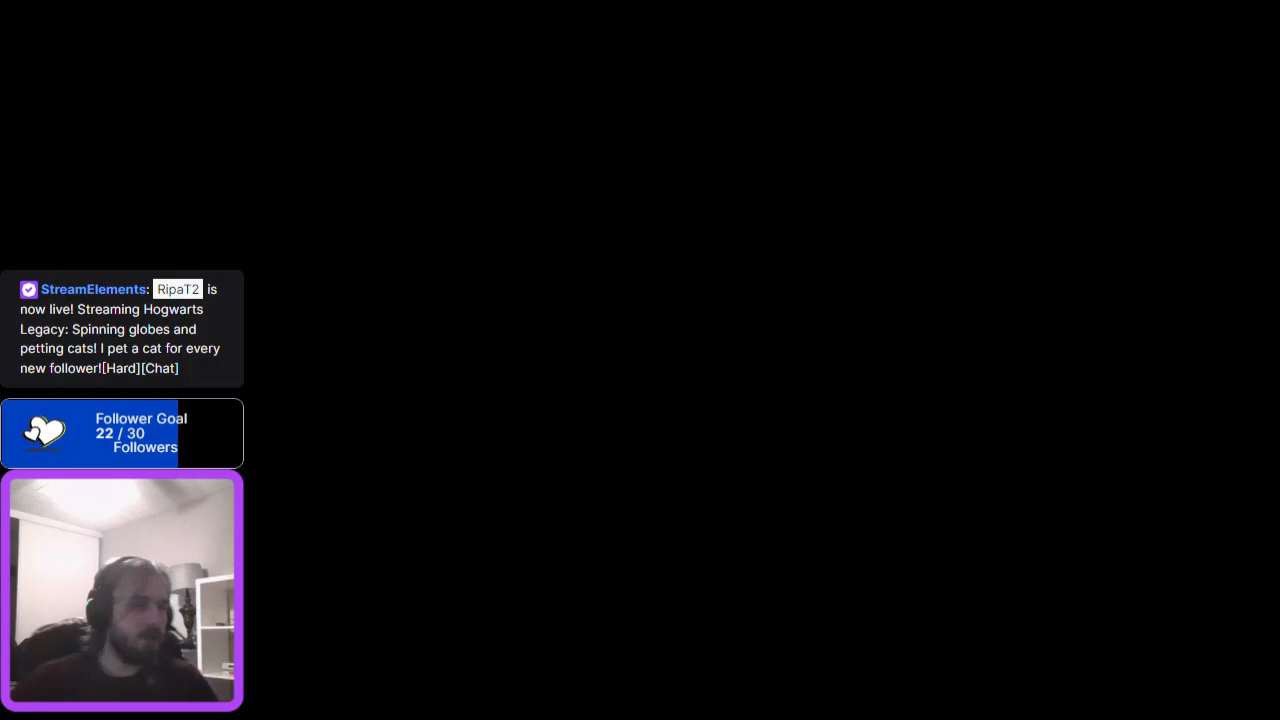 StreamElements: RipaT2 is
now live! Streaming Hogwarts
Legacy: Spinning globes and
petting cats! I pet a cat for every
new follower![Hard][Chat]
Follower Goal
22 / 30
Followers